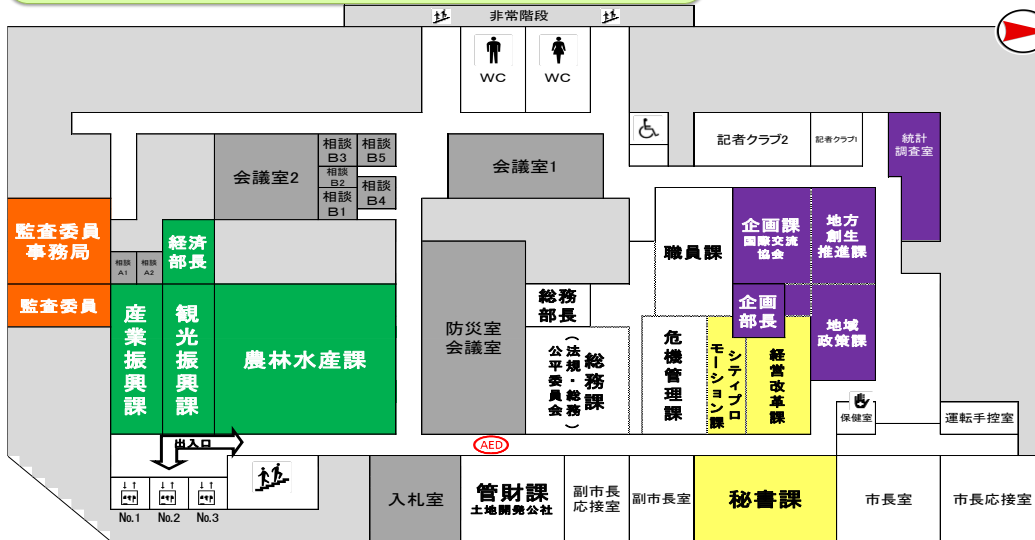 非常階段
WC
WC
記者クラブ2
記者クラブ1
統計
調査室
会議室2
相談
B3
相談
B5
相談
B2
相談
B4
相談
B1
会議室1
監査委員
事務局
経済
部長
相談
A1
相談
A2
職員課
企画課
国際交流
協会
地方
創生
推進課
監査委員
産業振興課
観光振興課
農林水産課
防災室
会議室
総務
部長
総務課
(法規・総務)
公平委員会
危機管理課
シティプロ
モーション課
企画
部長
経営改革課
地域
政策課
保健室
運転手控室
出入口
AED
No.1
No.2
No.3
入札室
管財課
土地開発公社
副市長
応接室
副市長室
秘書課
市長室
市長応接室